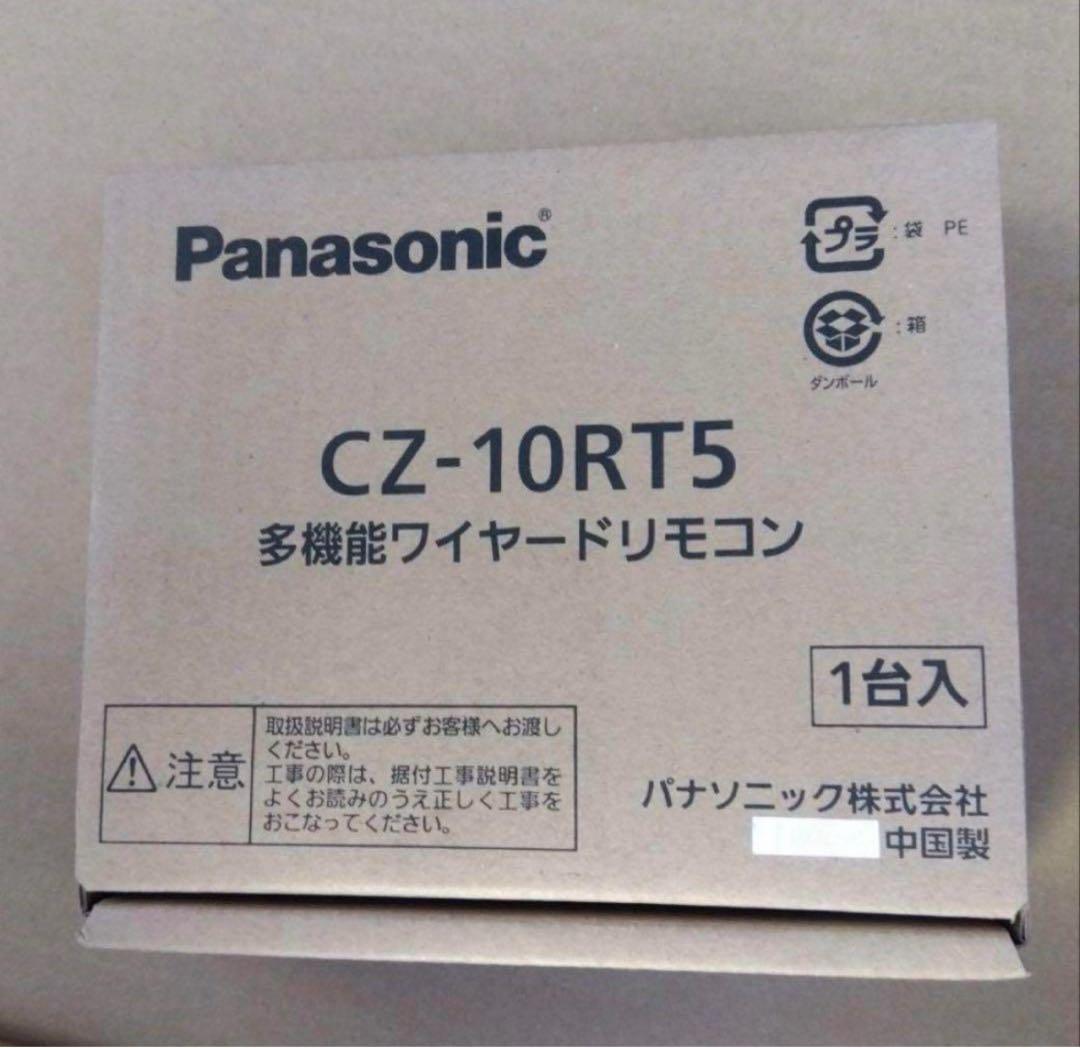 Panasonic®
プラ :袋 PE
:箱
ダンボール
CZ-10RT5
多機能ワイヤードリモコン
1台入
注意
取扱説明書は必ずお客様へお渡し
ください。
工事の際は、据付工事説明書を
よくお読みのうえ正しく工事を
おこなってください。
パナソニック株式会社
中国製